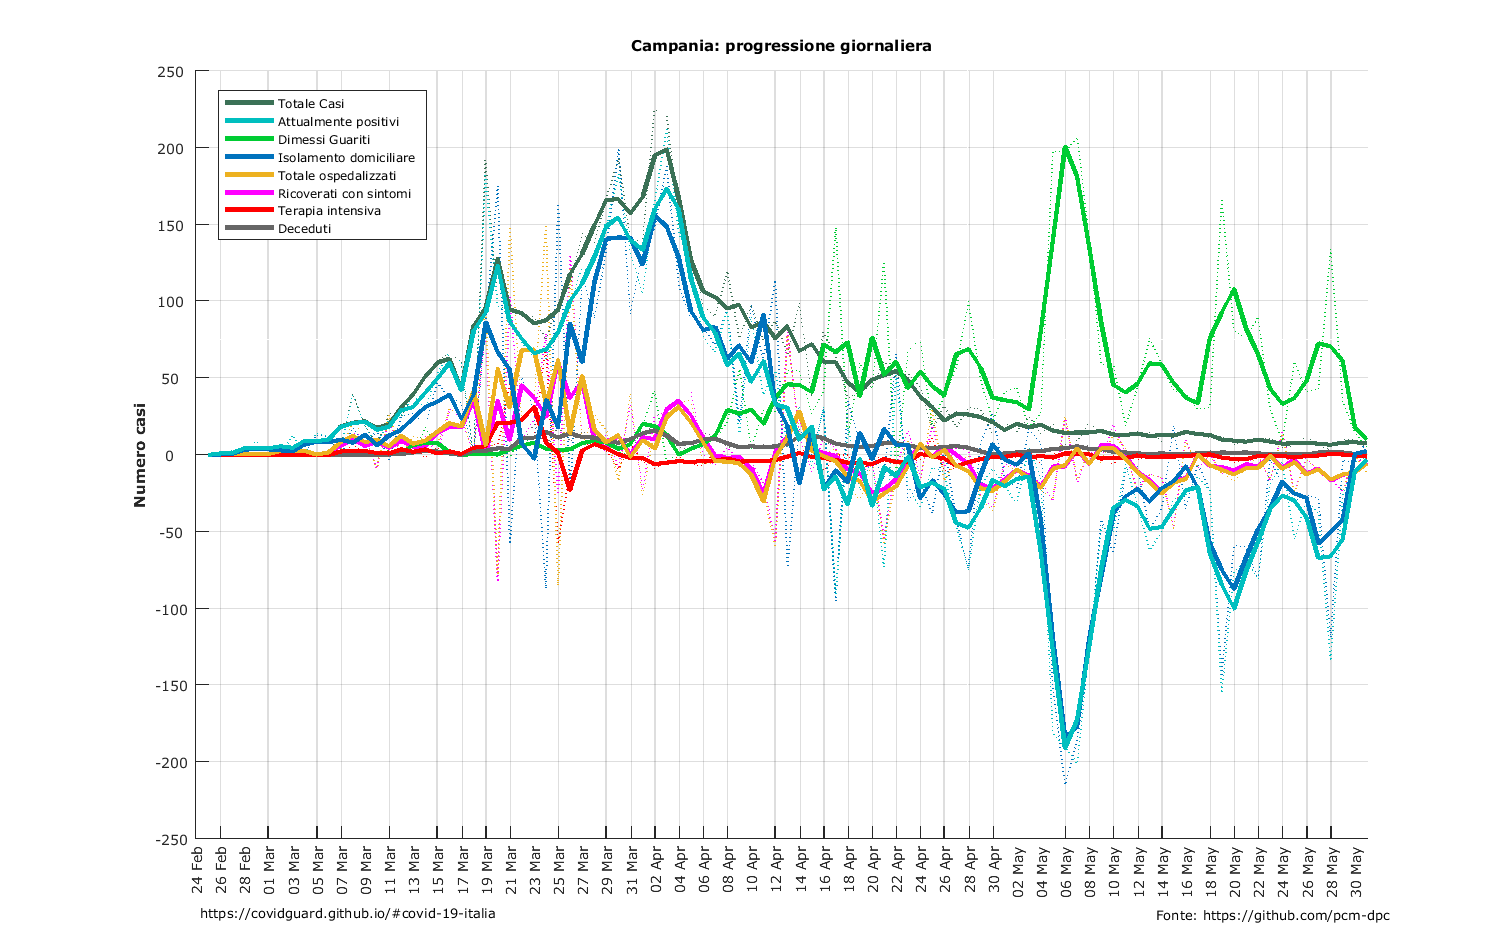 Campania: progressione giornaliera
250
200
150
100
50
0
-50
-100
-150
-200
-250
Numero casi
Totale Casi
Attualmente positivi
Dimessi Guariti
Isolamento domiciliare
Totale ospedalizzati
Ricoverati con sintomi
Terapia intensiva
Deceduti
24 Feb
26 Feb
28 Feb
01 Mar
03 Mar
05 Mar
07 Mar
09 Mar
11 Mar
13 Mar
15 Mar
17 Mar
19 Mar
21 Mar
23 Mar
25 Mar
27 Mar
29 Mar
31 Mar
02 Apr
04 Apr
06 Apr
08 Apr
10 Apr
12 Apr
14 Apr
16 Apr
18 Apr
20 Apr
22 Apr
24 Apr
26 Apr
28 Apr
30 Apr
02 May
04 May
06 May
08 May
10 May
12 May
14 May
16 May
18 May
20 May
22 May
24 May
26 May
28 May
30 May
https://covidguard.github.io/#covid-19-italia
Fonte: https://github.com/pcm-dpc